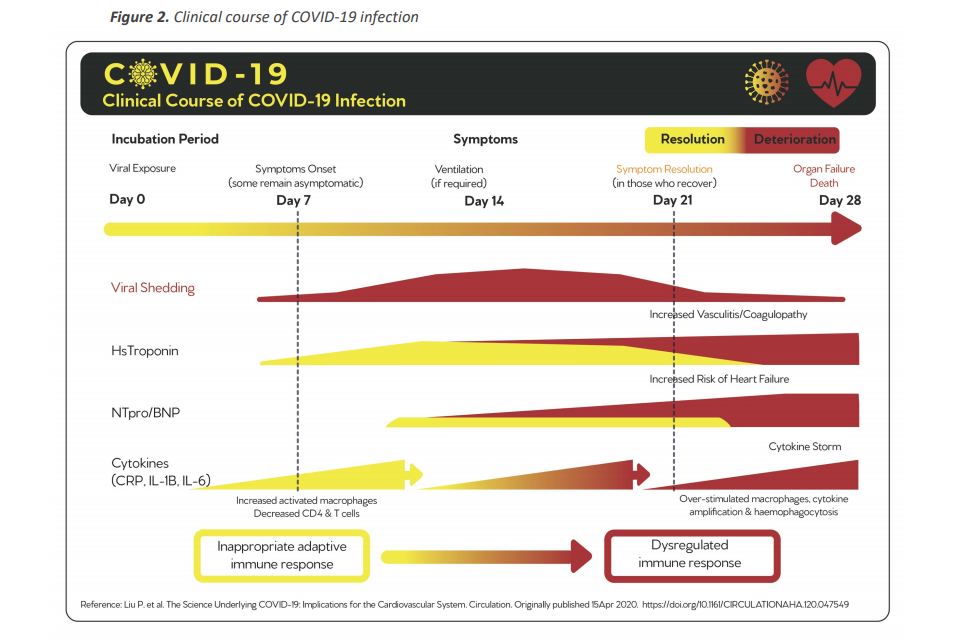 Figure 2. Clinical course of COVID-19 infection
COVID-19
Clinical Course of COVID-19 Infection
Incubation Period
Symptoms
Resolution
Deterioration
Viral Exposure
Day 0
Symptoms Onset
(some remain asymptomatic)
Day 7
Ventilation
(if required)
Day 14
Symptom Resolution
(in those who recover)
Day 21
Organ Failure
Death
Day 28
Viral Shedding
Increased Vasculitis/Coagulopathy
HsTroponin
Increased Risk of Heart Failure
NTpro/BNP
Cytokine Storm
Cytokines
(CRP, IL-1B, IL-6)
Increased activated macrophages
Decreased CD4 & T cells
Over-stimulated macrophages, cytokine
amplification & haemophagocytosis
Inappropriate adaptive
immune response
Dysregulated
immune response
Reference: Liu P. et al. The Science Underlying COVID-19: Implications for the Cardiovascular System. Circulation. Originally published 15Apr 2020. https://doi.org/10.1161/CIRCULATIONAHA.120.047549